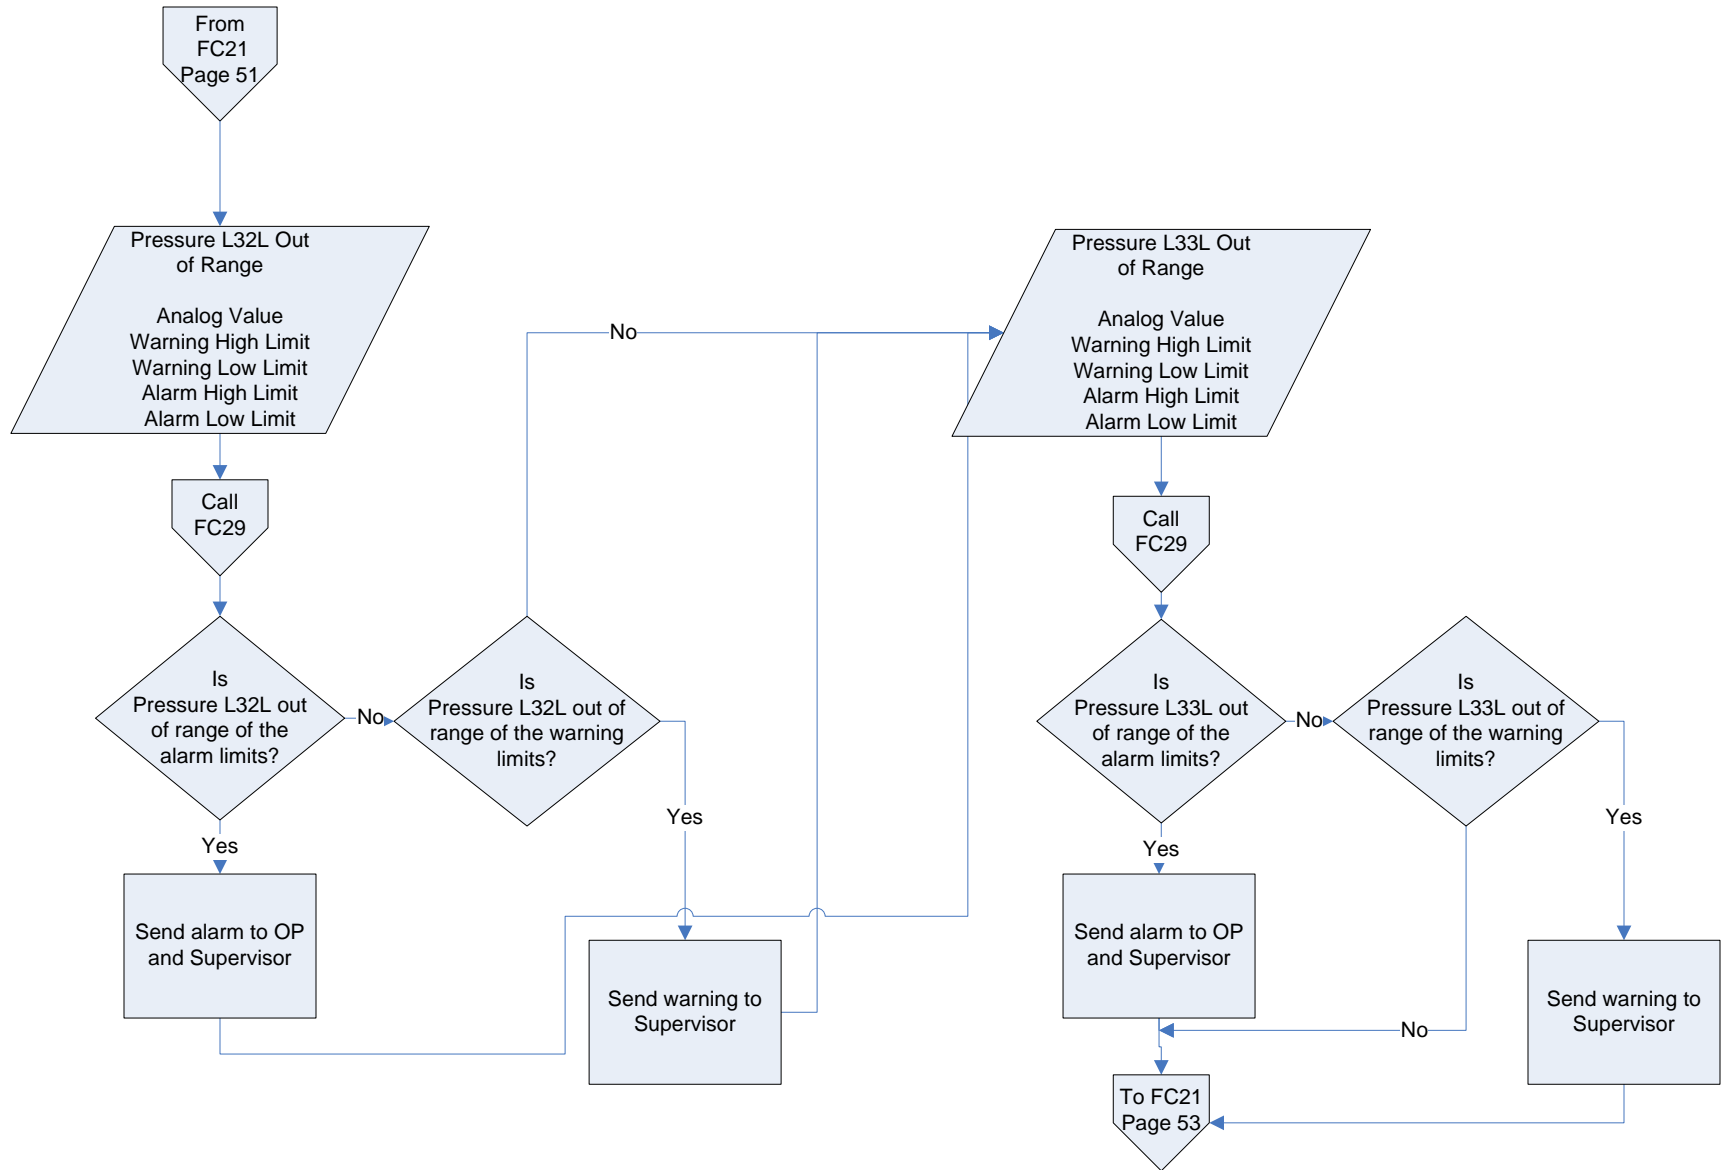 From
FC21
Page 51
Pressure L32L Out
of Range
Analog Value
Warning High Limit
Warning Low Limit
Alarm High Limit
Alarm Low Limit
Call
FC29
Is
Pressure L32L out
of range of the
alarm limits?
No
Is
Pressure L32L out of
range of the warning
limits?
No
Yes
Yes
Send alarm to OP
and Supervisor
Send warning to
Supervisor
Pressure L33L Out
of Range
Analog Value
Warning High Limit
Warning Low Limit
Alarm High Limit
Alarm Low Limit
Call
FC29
Is
Pressure L33L out
of range of the
alarm limits?
No
Is
Pressure L33L out of
range of the warning
limits?
Yes
Yes
Send alarm to OP
and Supervisor
Send warning to
Supervisor
No
To FC21
Page 53